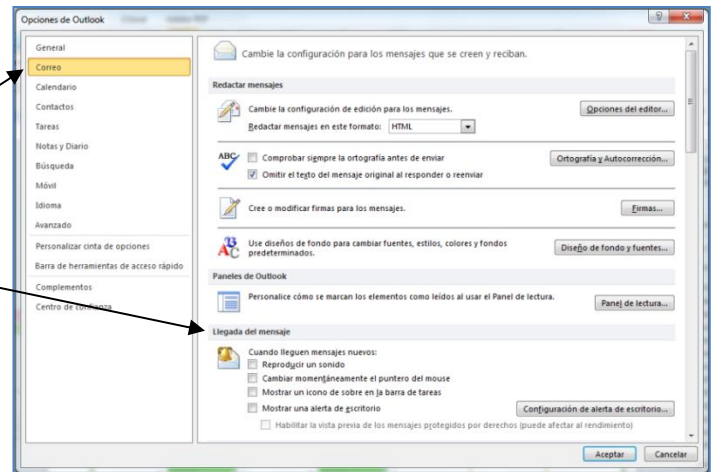 Opciones de Outlook
General
Correo
Calendario
Contactos
Tareas
Notas y Diario
Búsqueda
Móvil
Idioma
Avanzado
Personalizar cinta de opciones
Barra de herramientas de acceso rápido
Complementos
Centro de confianza
Cambie la configuración para los mensajes que se creen y reciban.
Redactar mensajes
Cambie la configuración de edición para los mensajes.
Opciones del editor...
Redactar mensajes en este formato: HTML
ABC
Comprobar siempre la ortografía antes de enviar
Ortografía y Autocorrección...
Omitir el texto del mensaje original al responder o reenviar
Cree o modificar firmas para los mensajes.
Firmas...
Use diseños de fondo para cambiar fuentes, estilos, colores y fondos
predeterminados.
Diseño de fondo y fuentes...
Paneles de Outlook
Personalice cómo se marcan los elementos como leídos al usar el Panel de lectura.
Panel de lectura...
Llegada del mensaje
Cuando lleguen mensajes nuevos:
Reproducir un sonido
Cambiar momentáneamente el puntero del mouse
Mostrar un icono de sobre en la barra de tareas
Mostrar una alerta de escritorio
Configuración de alerta de escritorio...
Habilitar la vista previa de los mensajes protegidos por derechos (puede afectar al rendimiento)
Aceptar
Cancelar